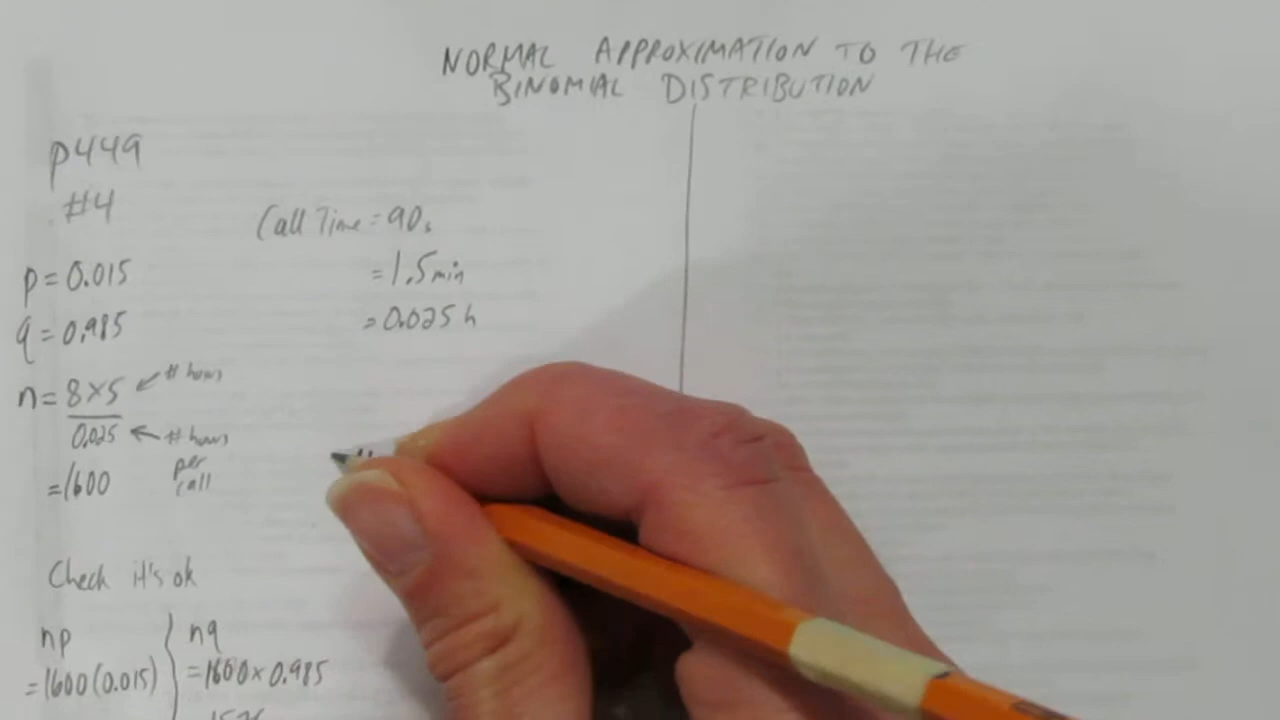 NORMAL APPROXIMATION TO THE
BINOMIAL DISTRIBUTION
p449
#4
p = 0.015
q = 0.985
n = 8×5 ← # hours
0.025 ← # hours
per
call
= 1600
Call Time = 90s
= 1.5 min
= 0.025 h
Check it's ok
np
= 1600(0.015)
nq
= 1600 × 0.985